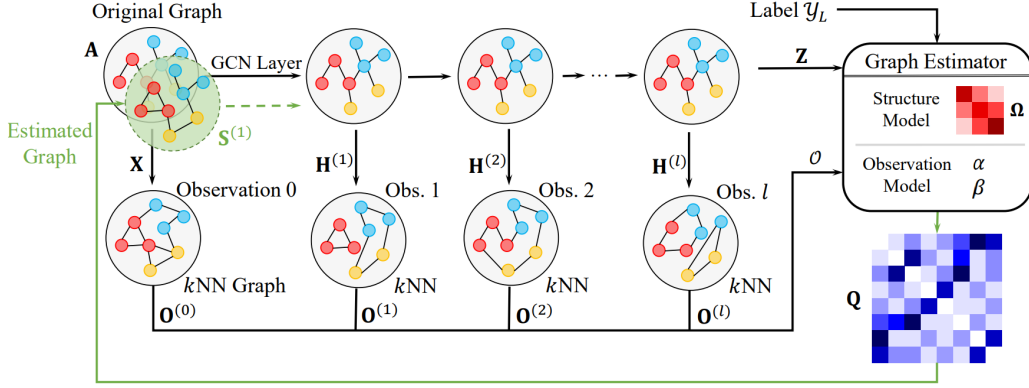 Original Graph
Label 𝒴_L
A
GCN Layer
...
Z
Graph Estimator
Structure
Model
Ω
S^(1)
Estimated
Graph
X
H^(1)
H^(2)
H^(l)
𝒪
Observation
Model
α
β
Observation 0
Obs. 1
Obs. 2
Obs. l
kNN Graph
kNN
kNN
kNN
O^(0)
O^(1)
O^(2)
O^(l)
Q